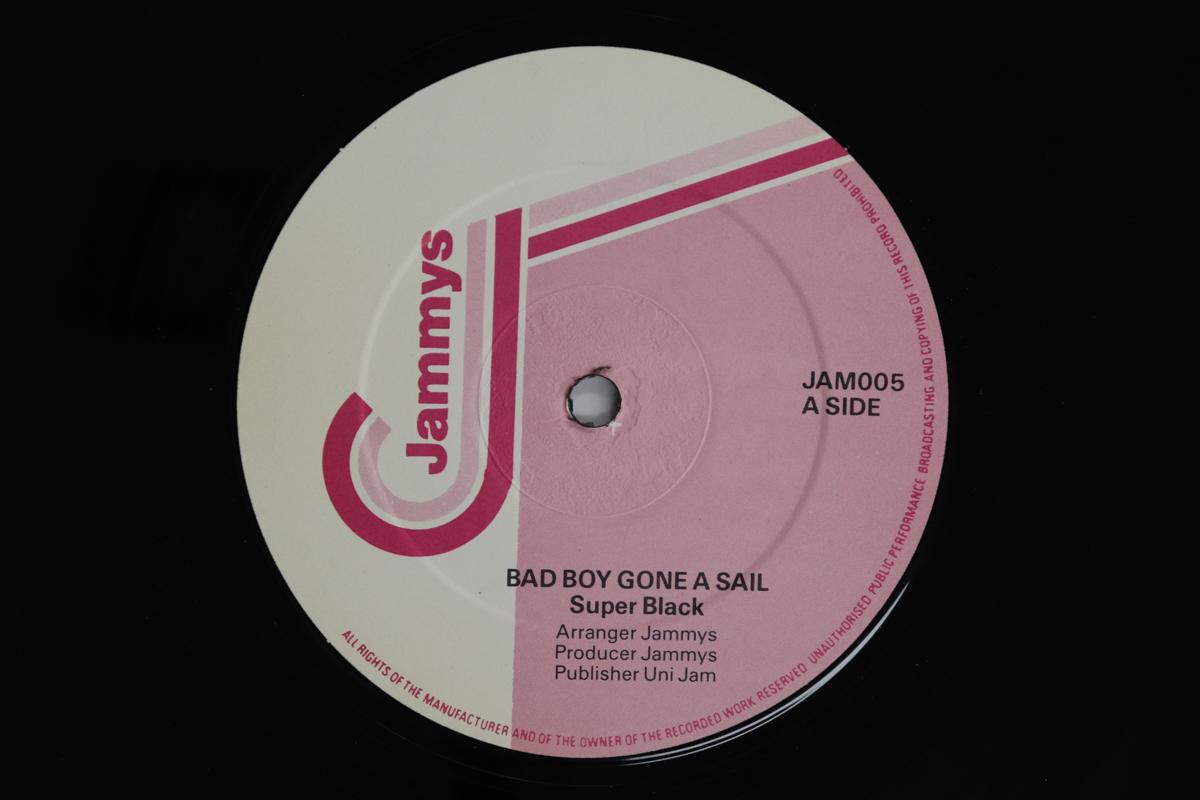 Jammys
JAM005
A SIDE
BAD BOY GONE A SAIL
Super Black
Arranger Jammys
Producer Jammys
Publisher Uni Jam
ALL RIGHTS OF THE MANUFACTURER AND OF THE OWNER OF THE RECORDED WORK RESERVED UNAUTHORISED PUBLIC PERFORMANCE BROADCASTING AND COPYING OF THIS RECORD PROHIBITED